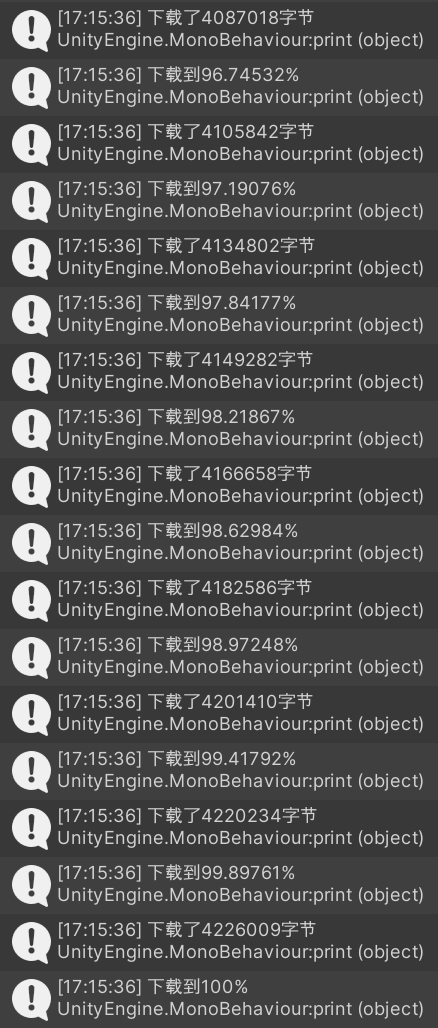 [17:15:36] 下载了4087018字节
UnityEngine.MonoBehaviour:print (object)
[17:15:36] 下载到96.74532%
UnityEngine.MonoBehaviour:print (object)
[17:15:36] 下载了4105842字节
UnityEngine.MonoBehaviour:print (object)
[17:15:36] 下载到97.19076%
UnityEngine.MonoBehaviour:print (object)
[17:15:36] 下载了4134802字节
UnityEngine.MonoBehaviour:print (object)
[17:15:36] 下载到97.84177%
UnityEngine.MonoBehaviour:print (object)
[17:15:36] 下载了4149282字节
UnityEngine.MonoBehaviour:print (object)
[17:15:36] 下载到98.21867%
UnityEngine.MonoBehaviour:print (object)
[17:15:36] 下载了4166658字节
UnityEngine.MonoBehaviour:print (object)
[17:15:36] 下载到98.62984%
UnityEngine.MonoBehaviour:print (object)
[17:15:36] 下载了4182586字节
UnityEngine.MonoBehaviour:print (object)
[17:15:36] 下载到98.97248%
UnityEngine.MonoBehaviour:print (object)
[17:15:36] 下载了4201410字节
UnityEngine.MonoBehaviour:print (object)
[17:15:36] 下载到99.41792%
UnityEngine.MonoBehaviour:print (object)
[17:15:36] 下载了4220234字节
UnityEngine.MonoBehaviour:print (object)
[17:15:36] 下载到99.89761%
UnityEngine.MonoBehaviour:print (object)
[17:15:36] 下载了4226009字节
UnityEngine.MonoBehaviour:print (object)
[17:15:36] 下载到100%
UnityEngine.MonoBehaviour:print (object)